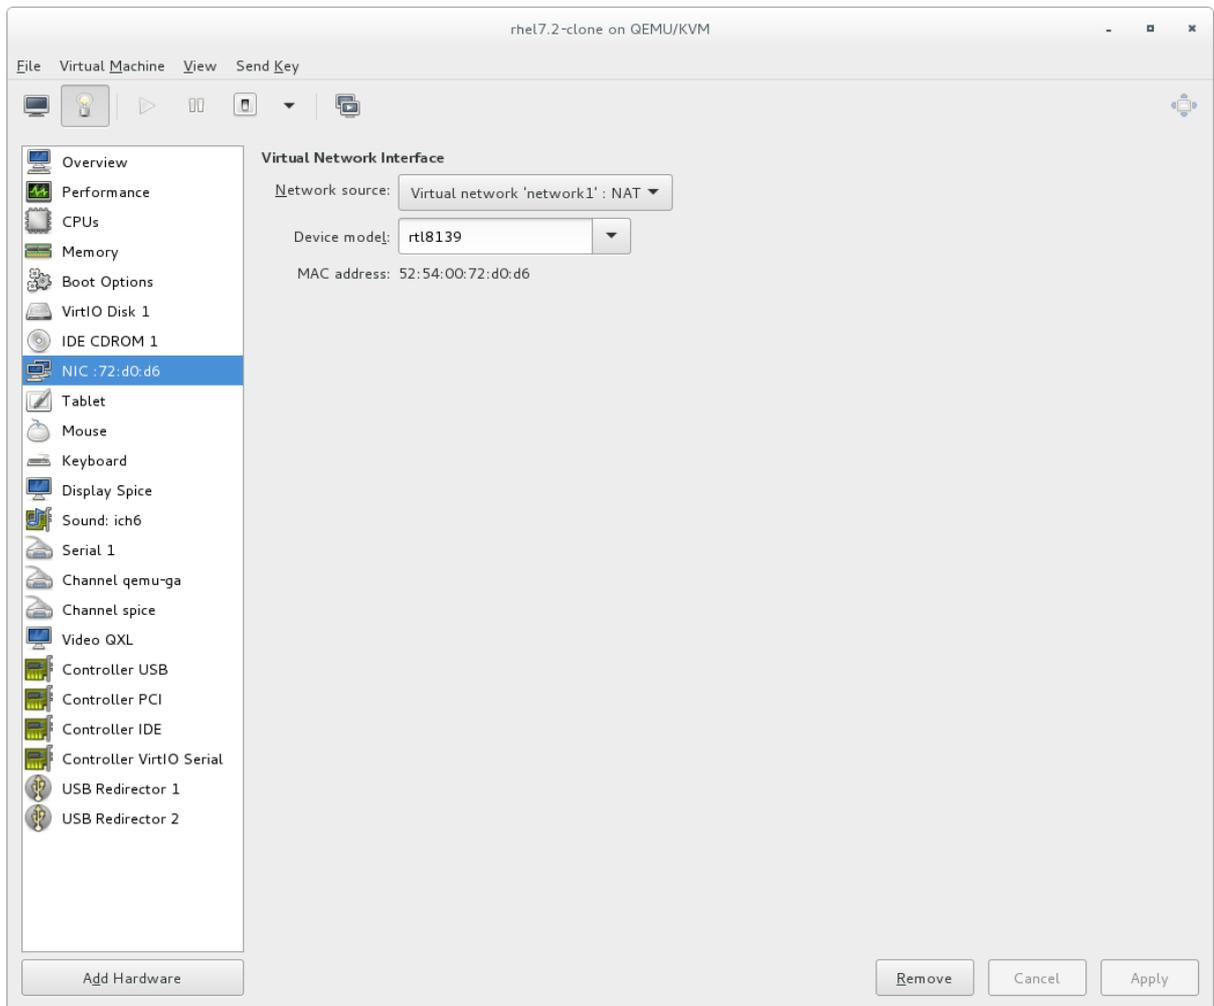 rhel7.2-clone on QEMU/KVM
File Virtual Machine View Send Key
Overview
Performance
CPUs
Memory
Boot Options
VirtIO Disk 1
IDE CDROM 1
NIC :72:d0:d6
Tablet
Mouse
Keyboard
Display Spice
Sound: ich6
Serial 1
Channel qemu-ga
Channel spice
Video QXL
Controller USB
Controller PCI
Controller IDE
Controller VirtIO Serial
USB Redirector 1
USB Redirector 2
Add Hardware
Virtual Network Interface
Network source: Virtual network 'network1' : NAT
Device model: rtl8139
MAC address: 52:54:00:72:d0:d6
Remove Cancel Apply